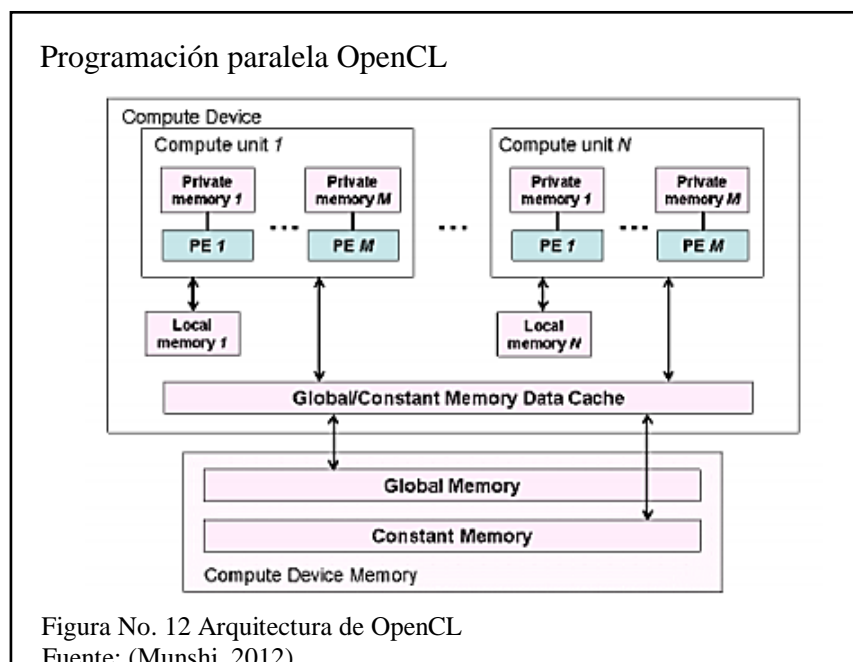 Programación paralela OpenCL
Compute Device
Compute unit 1
Compute unit N
Private memory 1
Private memory M
Private memory 1
Private memory M
PE 1
...
PE M
...
PE 1
...
PE M
Local memory 1
Local memory N
Global/Constant Memory Data Cache
Global Memory
Constant Memory
Compute Device Memory
Figura No. 12 Arquitectura de OpenCL
Fuente: (Munshi, 2012)